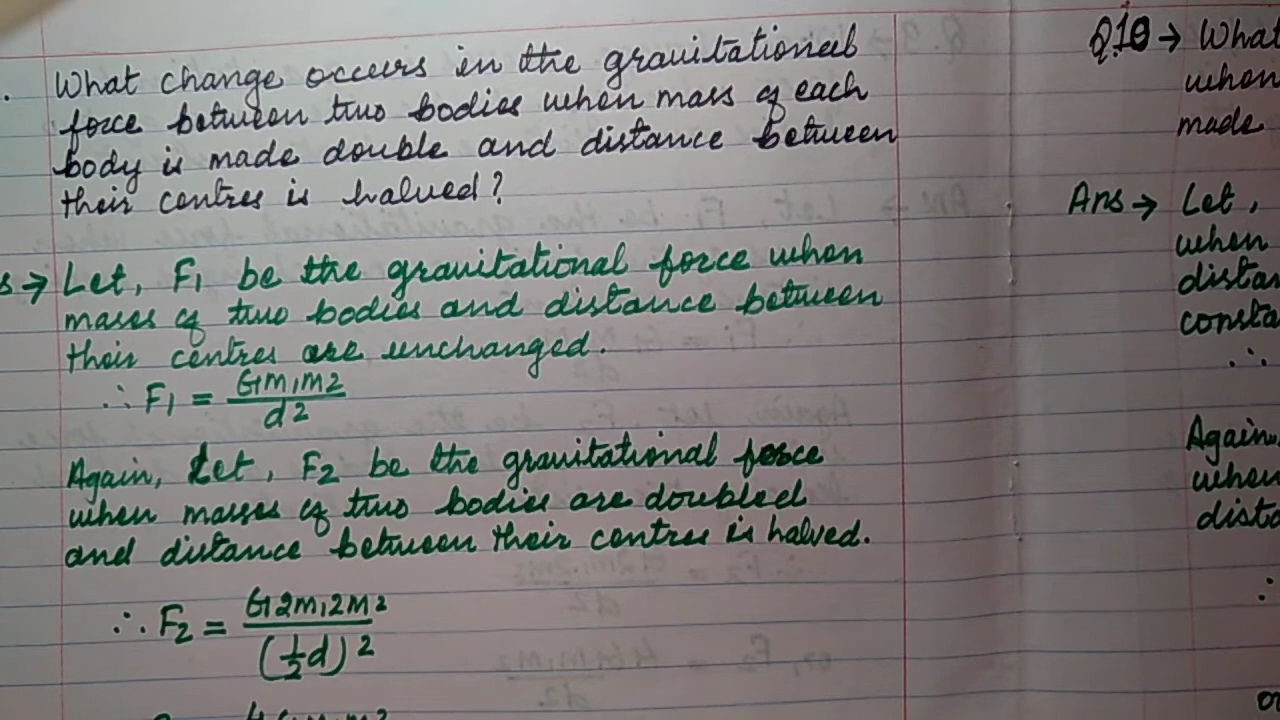 What change occurs in the gravitational
force between two bodies when mass of each
body is made double and distance between
their centres is halved?
s→ Let, F1 be the gravitational force when
masses of two bodies and distance between
their centres are unchanged.
∴ F1 = Gm1m2
d2
Again, Let, F2 be the gravitational force
when masses of two bodies are doubled
and distance between their centres is halved.
∴ F2 = G2m12m2
(1/2 d)2
Q.10 → What
when
made
Ans → Let,
when
distan
consta
∴
Again,
when
dista